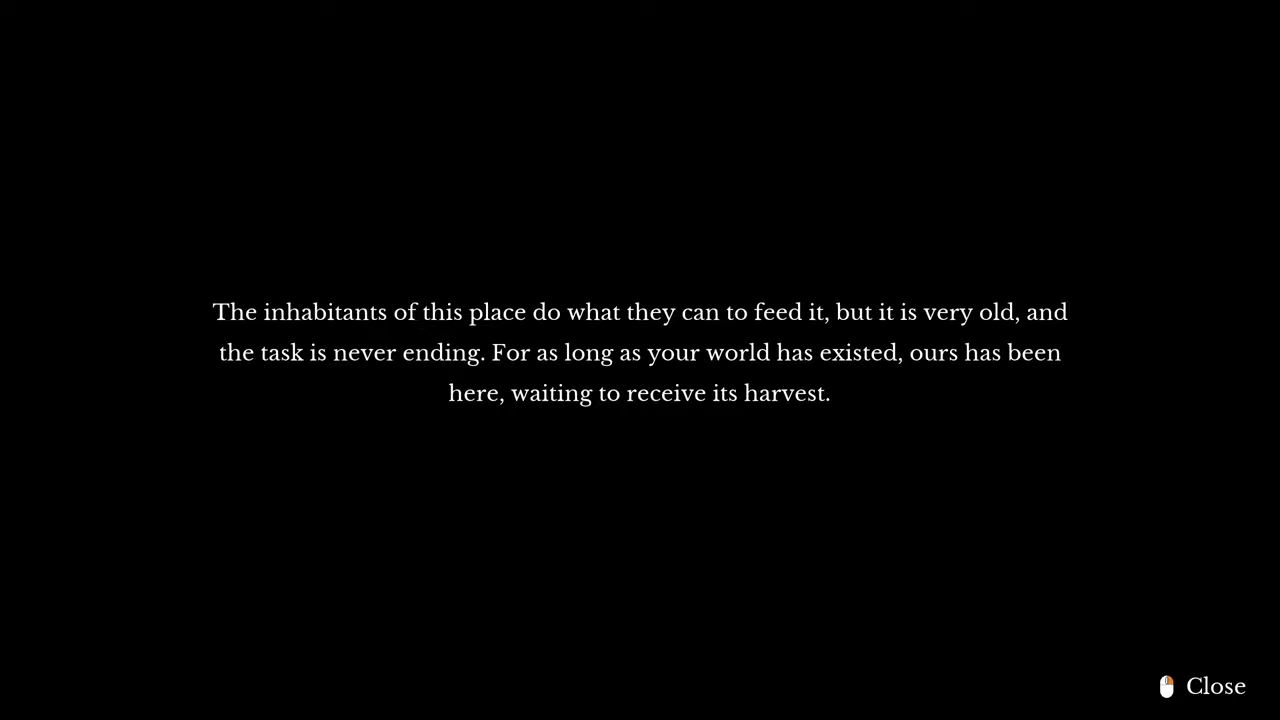 The inhabitants of this place do what they can to feed it, but it is very old, and
the task is never ending. For as long as your world has existed, ours has been
here, waiting to receive its harvest.
Close